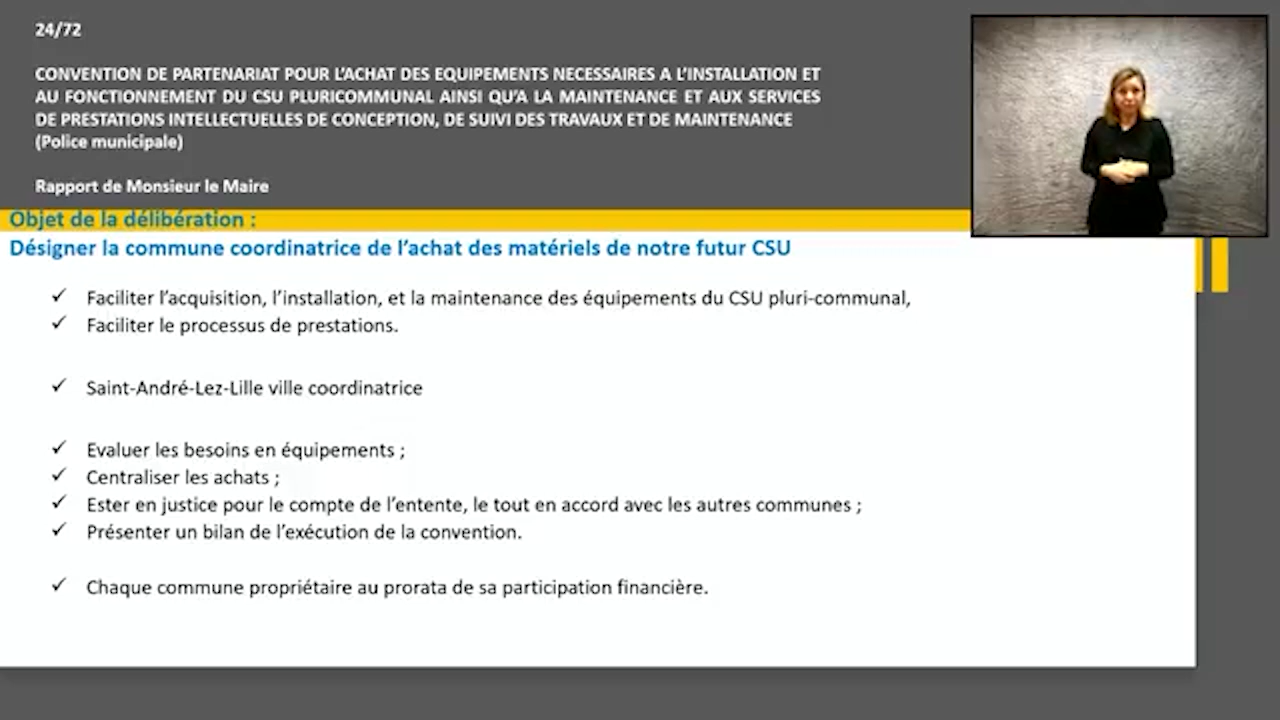 24/72
CONVENTION DE PARTENARIAT POUR L'ACHAT DES EQUIPEMENTS NECESSAIRES A L'INSTALLATION ET
AU FONCTIONNEMENT DU CSU PLURICOMMUNAL AINSI QU'A LA MAINTENANCE ET AUX SERVICES
DE PRESTATIONS INTELLECTUELLES DE CONCEPTION, DE SUIVI DES TRAVAUX ET DE MAINTENANCE
(Police municipale)
Rapport de Monsieur le Maire
Objet de la délibération :
Désigner la commune coordinatrice de l'achat des matériels de notre futur CSU
✓ Faciliter l'acquisition, l'installation, et la maintenance des équipements du CSU pluri-communal,
✓ Faciliter le processus de prestations.
✓ Saint-André-Lez-Lille ville coordinatrice
✓ Evaluer les besoins en équipements ;
✓ Centraliser les achats ;
✓ Ester en justice pour le compte de l'entente, le tout en accord avec les autres communes ;
✓ Présenter un bilan de l'exécution de la convention.
✓ Chaque commune propriétaire au prorata de sa participation financière.